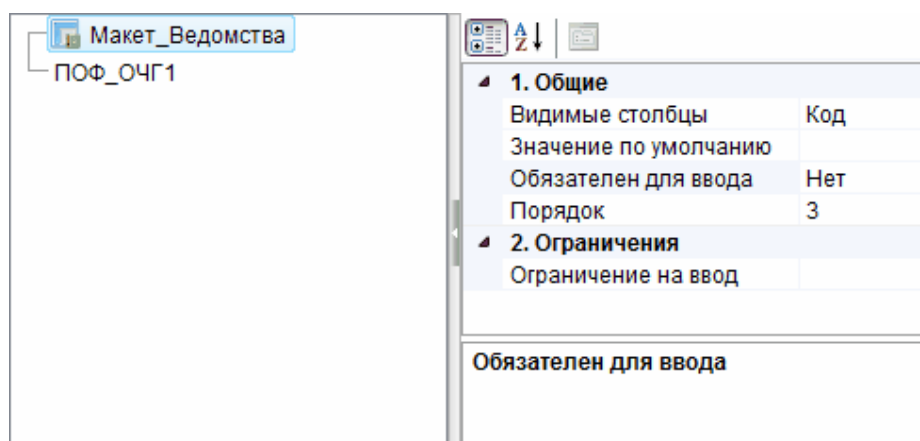 Макет_Ведомства
ПОФ_ОЧГ1
1. Общие
Видимые столбцы Код
Значение по умолчанию
Обязателен для ввода Нет
Порядок 3
2. Ограничения
Ограничение на ввод
Обязателен для ввода